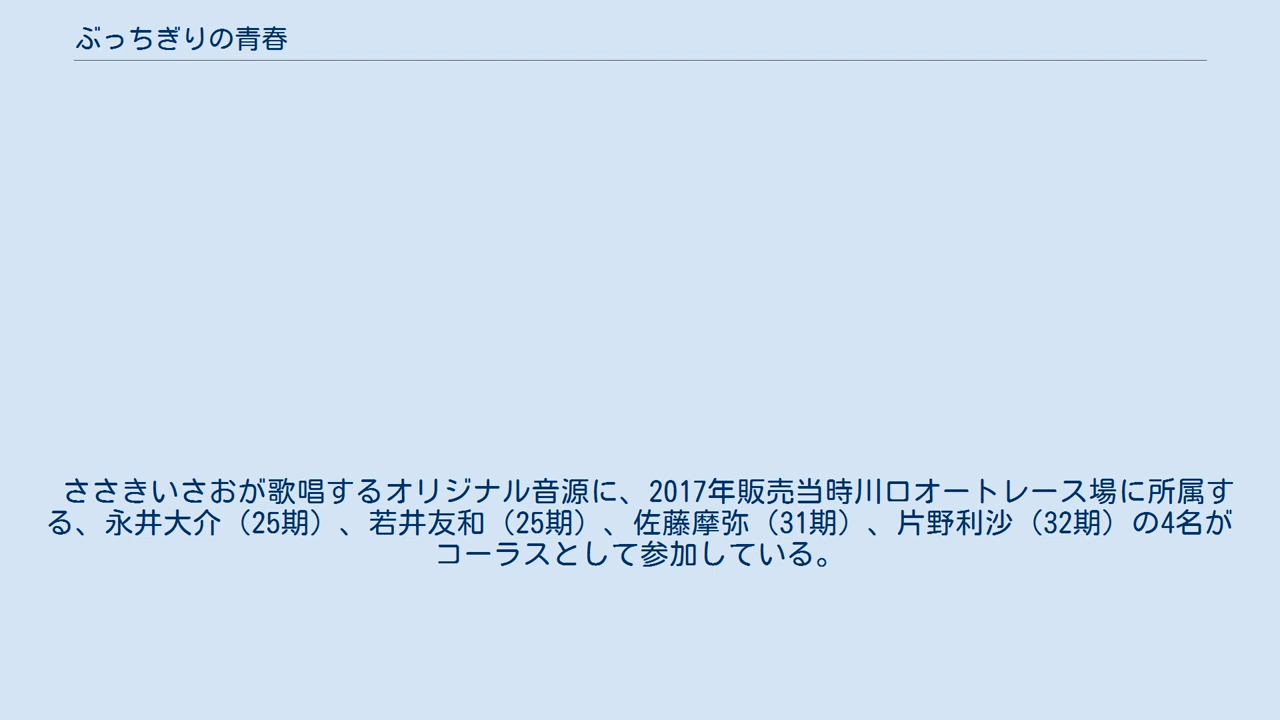 ぶっちぎりの青春
ささきいさおが歌唱するオリジナル音源に、2017年販売当時川口オートレース場に所属す
る、永井大介（25期）、若井友和（25期）、佐藤摩弥（31期）、片野利沙（32期）の4名が
コーラスとして参加している。